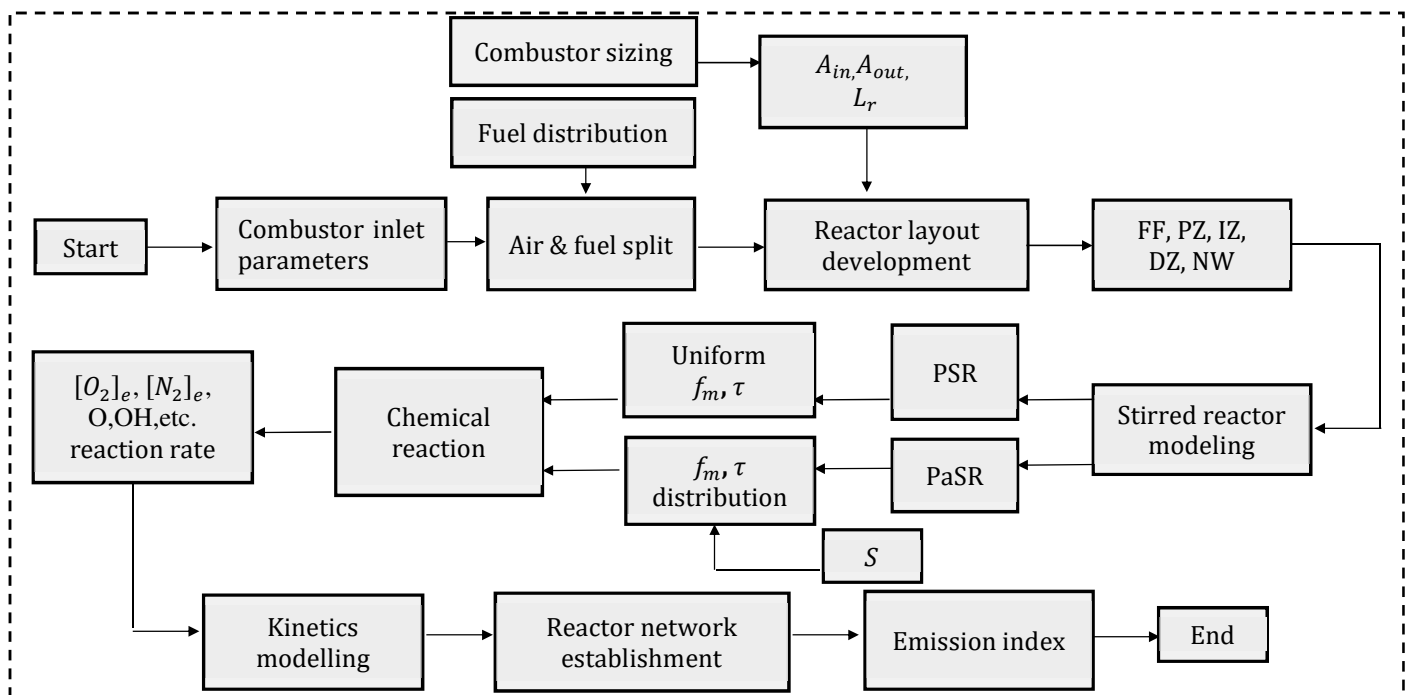 Combustor sizing
A_in,A_out,
L_r
Fuel distribution
Start
Combustor inlet
parameters
Air & fuel split
Reactor layout
development
FF, PZ, IZ,
DZ, NW
[O_2]_e, [N_2]_e,
O,OH,etc.
reaction rate
Chemical
reaction
Uniform
f_m, τ
PSR
Stirred reactor
modeling
f_m, τ
distribution
PaSR
S
Kinetics
modelling
Reactor network
establishment
Emission index
End